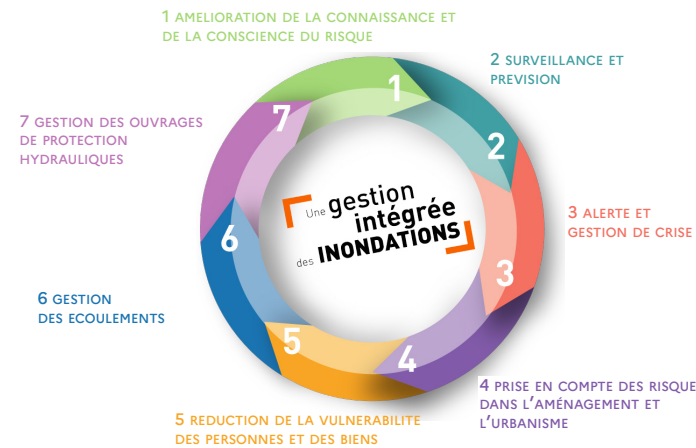 1 AMELIORATION DE LA CONNAISSANCE ET
DE LA CONSCIENCE DU RISQUE
2 SURVEILLANCE ET
PREVISION
3 ALERTE ET
GESTION DE CRISE
4 PRISE EN COMPTE DES RISQUE
DANS L'AMÉNAGEMENT ET
L'URBANISME
5 REDUCTION DE LA VULNERABILITE
DES PERSONNES ET DES BIENS
6 GESTION
DES ECOULEMENTS
7 GESTION DES OUVRAGES
DE PROTECTION
HYDRAULIQUES
1
2
3
4
5
6
7
Une gestion
intégrée
des INONDATIONS